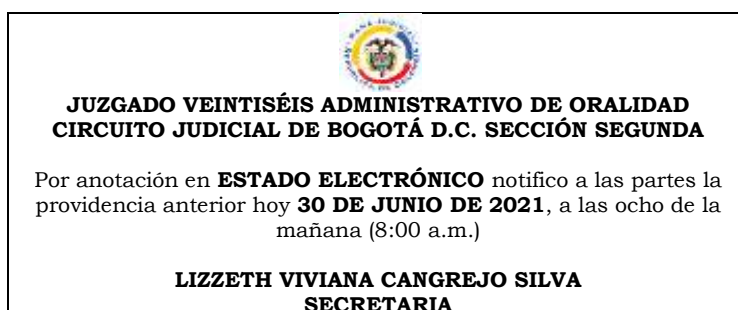 JUZGADO VEINTISÉIS ADMINISTRATIVO DE ORALIDAD
CIRCUITO JUDICIAL DE BOGOTÁ D.C. SECCIÓN SEGUNDA
Por anotación en ESTADO ELECTRÓNICO notifico a las partes la
providencia anterior hoy 30 DE JUNIO DE 2021, a las ocho de la
mañana (8:00 a.m.)
LIZZETH VIVIANA CANGREJO SILVA
SECRETARIA